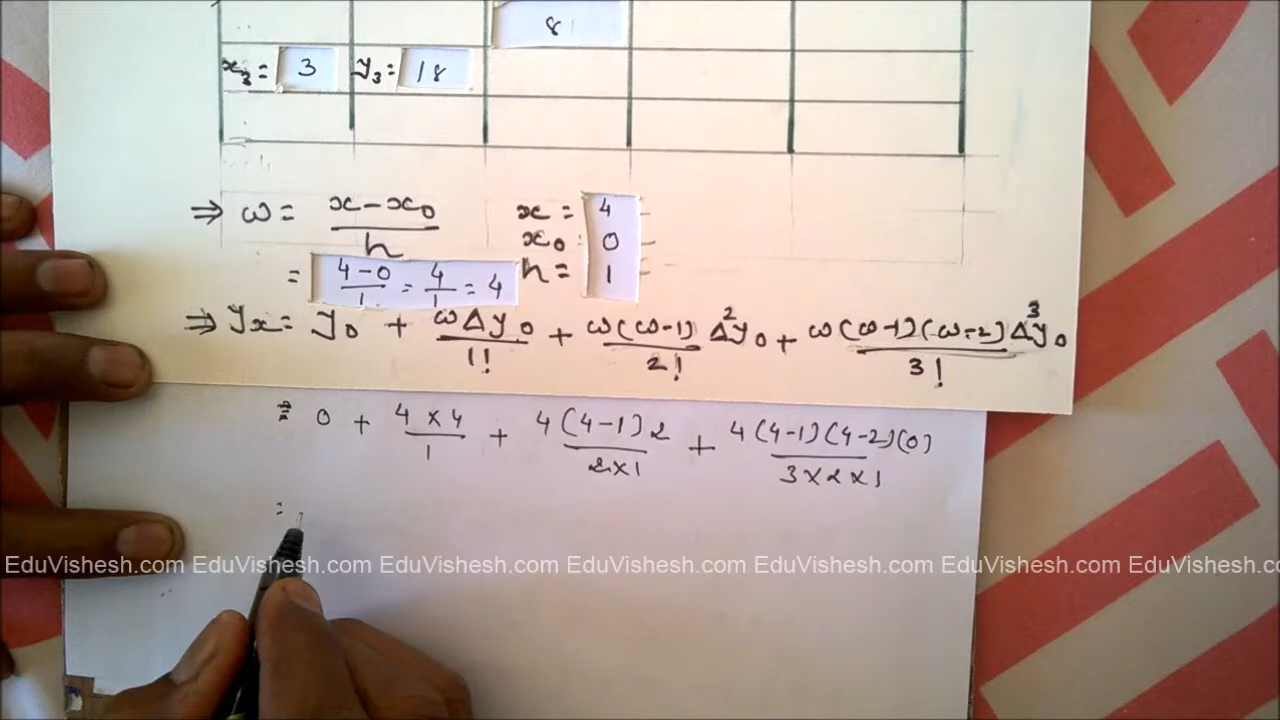 8
x₃ = 3 y₃ = 18
⇒ ω = (x - x₀)/h x = 4
x₀ = 0
= (4-0)/1 = 4/1 = 4 h = 1
⇒ yₓ = y₀ + ωΔy₀/1! + ω(ω-1)/2! Δ²y₀ + ω(ω-1)(ω-2)Δ³y₀/3!
= 0 + (4×4)/1 + 4(4-1)2/(2×1) + 4(4-1)(4-2)(0)/(3×2×1)
=
EduVishesh.com EduVishesh.com EduVishesh.com EduVishesh.com EduVishesh.com EduVishesh.com EduVishesh.com